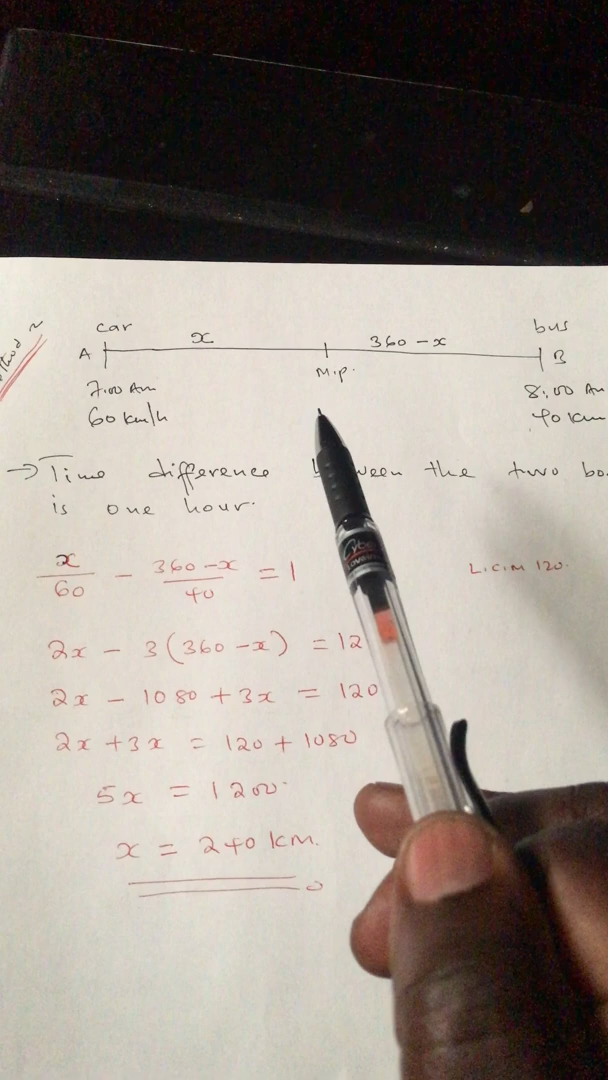 car
bus
A
x
360-x
B
M.p.
7.00 Am
8:00 Am
60 km/h
40 km
→ Time difference the two
is one hour.
x/60 - 360-x/40 = 1
L.C.M 120.
2x - 3(360-x) = 12
2x - 1080 + 3x = 120
2x + 3x = 120 + 1080
5x = 1200
x = 240 km.